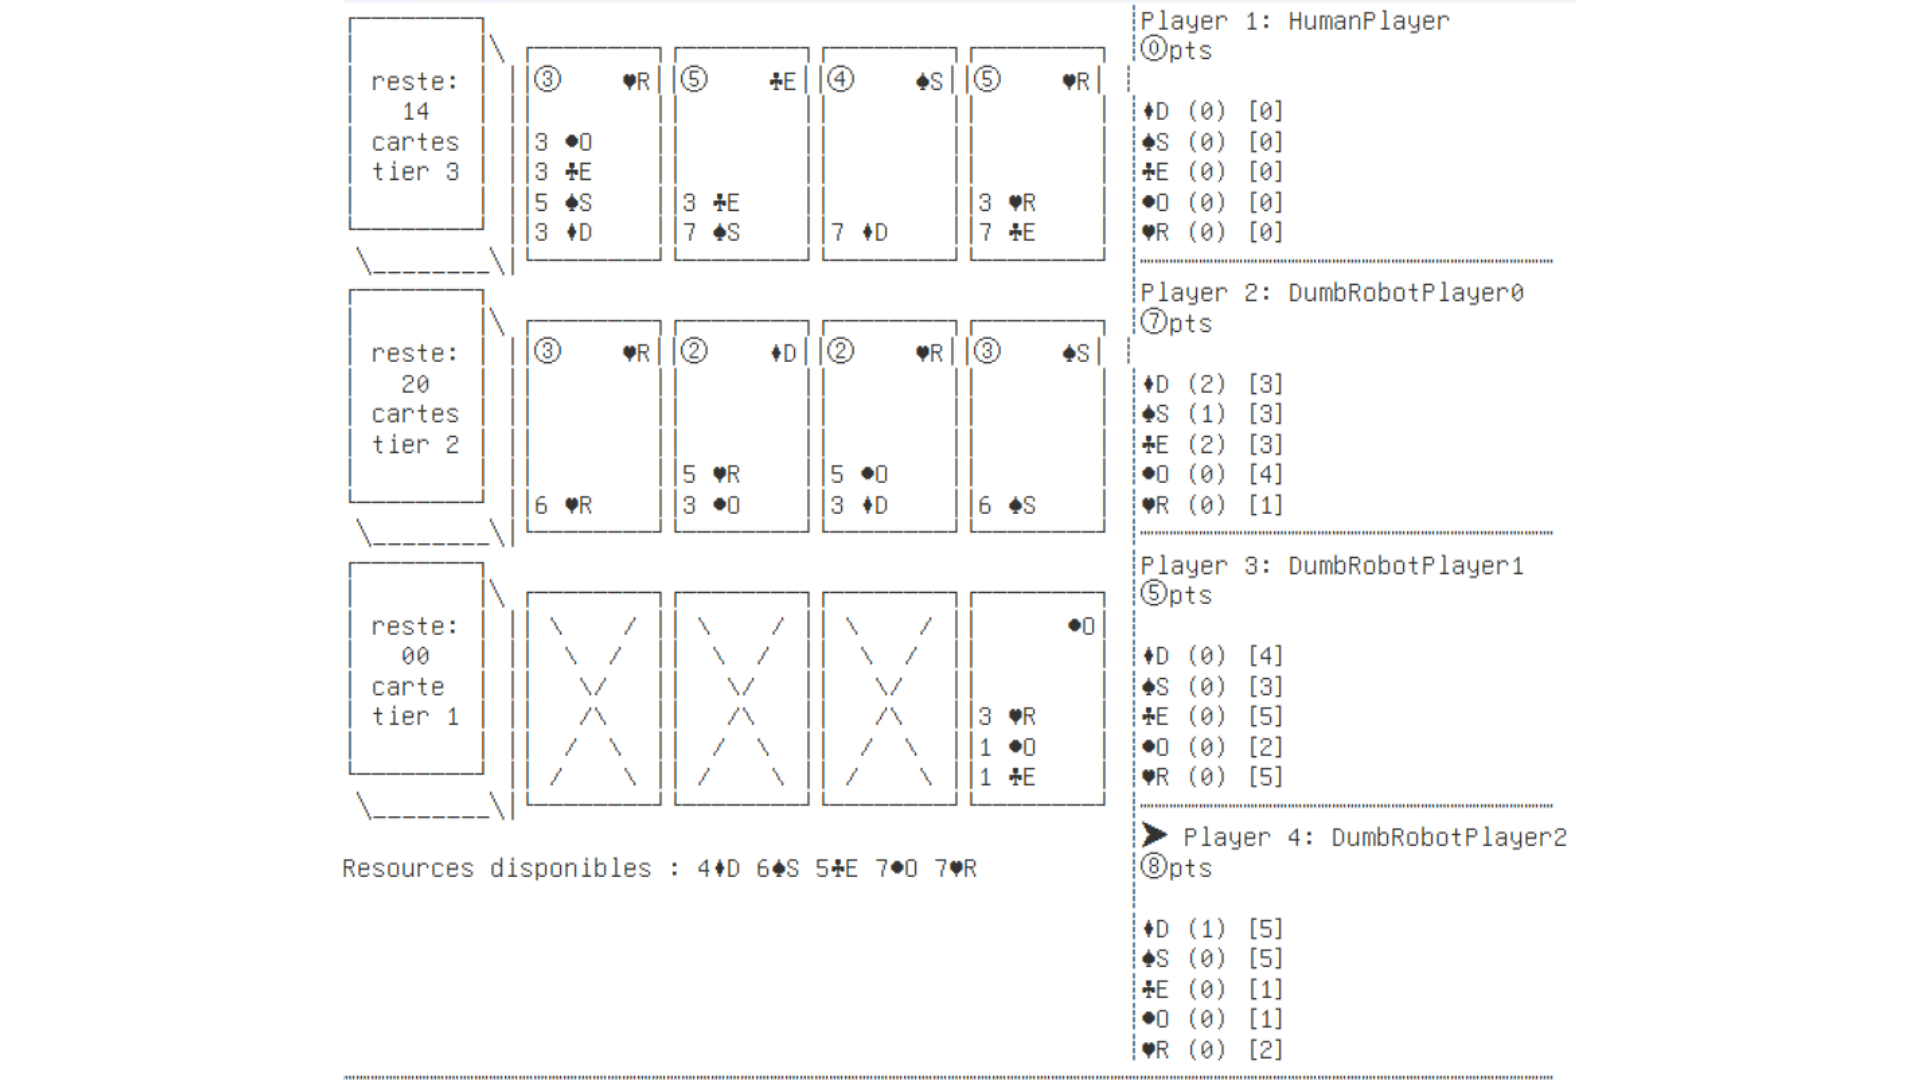 reste:
14
cartes
tier 3
③ ♥R
3 ●O
3 ♣E
5 ♠S
3 ♦D
⑤ ♣E
3 ♣E
7 ♠S
④ ♠S
7 ♦D
⑤ ♥R
3 ♥R
7 ♣E
reste:
20
cartes
tier 2
③ ♥R
6 ♥R
② ♦D
5 ♥R
3 ●O
② ♥R
5 ●O
3 ♦D
③ ♠S
6 ♠S
reste:
00
carte
tier 1
●O
3 ♥R
1 ●O
1 ♣E
Resources disponibles : 4♦D 6♠S 5♣E 7●O 7♥R
Player 1: HumanPlayer
⓪pts
♦D (0) [0]
♠S (0) [0]
♣E (0) [0]
●O (0) [0]
♥R (0) [0]
Player 2: DumbRobotPlayer0
⑦pts
♦D (2) [3]
♠S (1) [3]
♣E (2) [3]
●O (0) [4]
♥R (0) [1]
Player 3: DumbRobotPlayer1
⑤pts
♦D (0) [4]
♠S (0) [3]
♣E (0) [5]
●O (0) [2]
♥R (0) [5]
➤ Player 4: DumbRobotPlayer2
⑧pts
♦D (1) [5]
♠S (0) [5]
♣E (0) [1]
●O (0) [1]
♥R (0) [2]